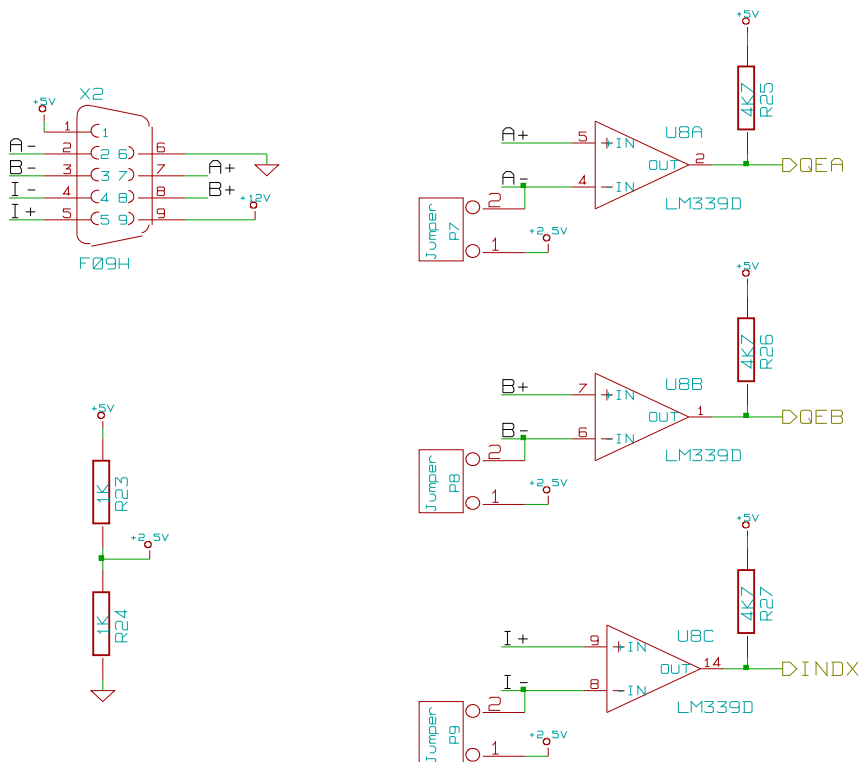 X2
+5V
1 1
A- 2 2 6 6
B- 3 3 7 7 A+
I- 4 4 8 8 B+
I+ 5 5 9 9 +12V
F09H
+5V
1K R23
+2.5V
1K R24
+5V
4K7 R25
A+ 5 +IN U8A
OUT 2 QEA
A- 4 -IN
LM339D
Jumper P7 2
1 +2.5V
+5V
4K7 R26
B+ 7 +IN U8B
OUT 1 QEB
B- 6 -IN
LM339D
Jumper P8 2
1 +2.5V
+5V
4K7 R27
I+ 9 +IN U8C
OUT 14 INDX
I- 8 -IN
LM339D
Jumper P9 2
1 +2.5V